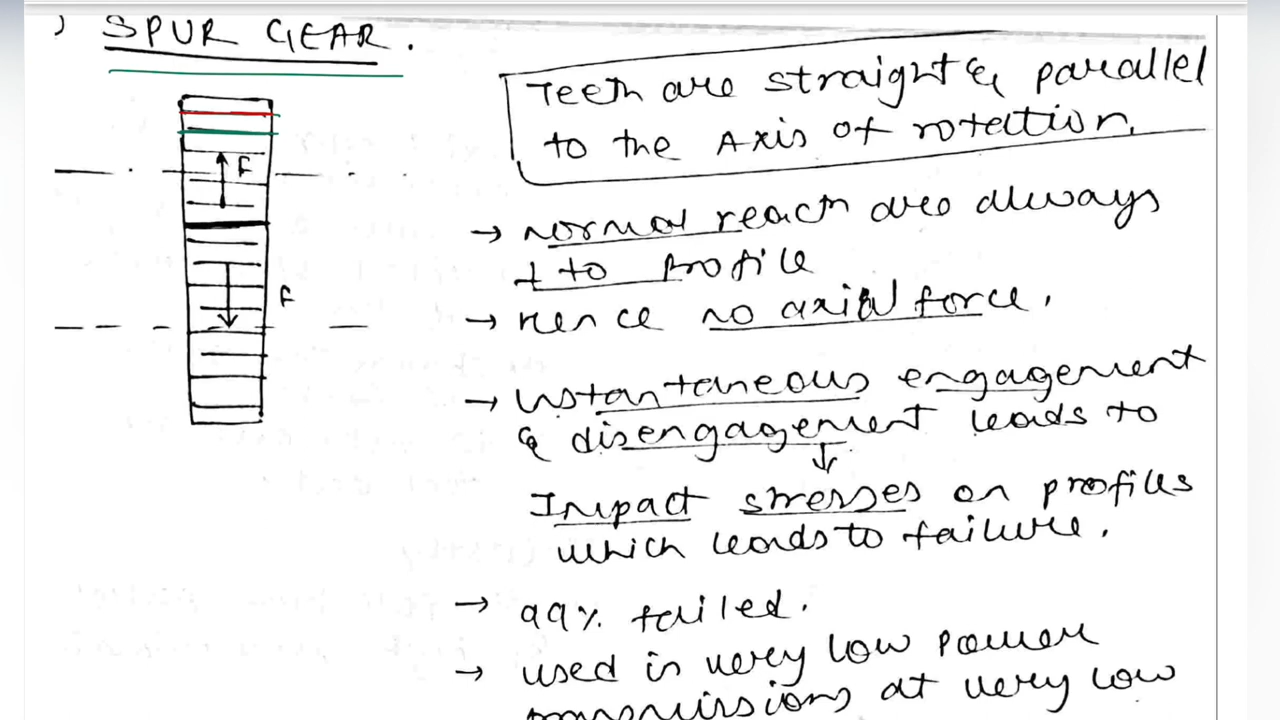 ) SPUR GEAR.
Teeth are straight & parallel
to the Axis of rotation.
F
→ normal reactn are always
⊥ to profile
F
→ Hence no axial force.
→ Instantaneous engagement
& disengagement leads to
↓
Impact stresses on profiles
which leads to failure.
→ 99% failed.
→ used in very low power
transmissions at very low